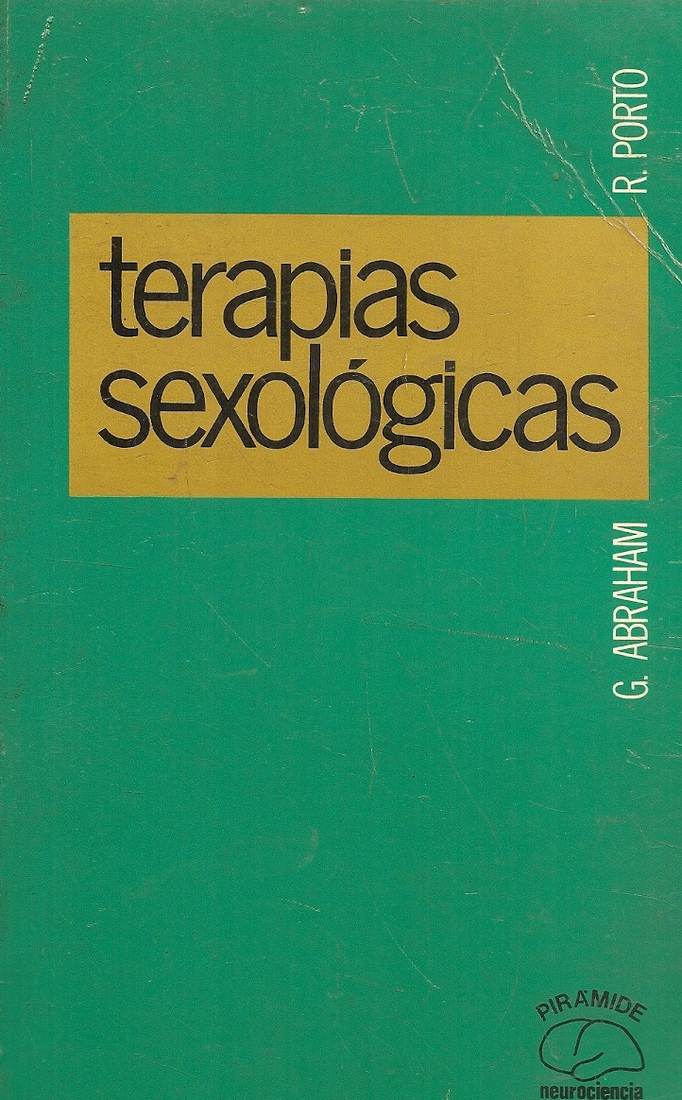 terapias
sexológicas
G. ABRAHAM
R. PORTO
PIRÁMIDE
neurociencia